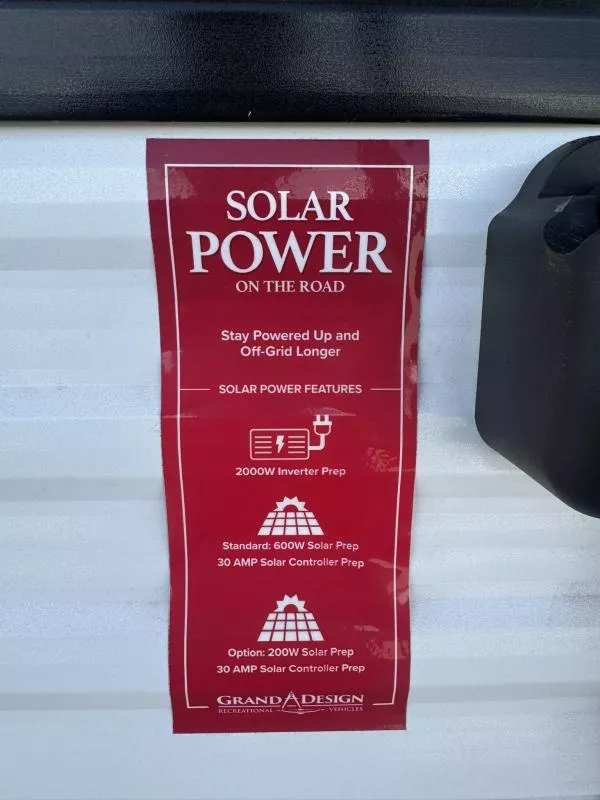 SOLAR
POWER
ON THE ROAD
Stay Powered Up and
Off-Grid Longer
SOLAR POWER FEATURES
2000W Inverter Prep
Standard: 600W Solar Prep
30 AMP Solar Controller Prep
Option: 200W Solar Prep
30 AMP Solar Controller Prep
GRAND DESIGN
RECREATIONAL VEHICLES